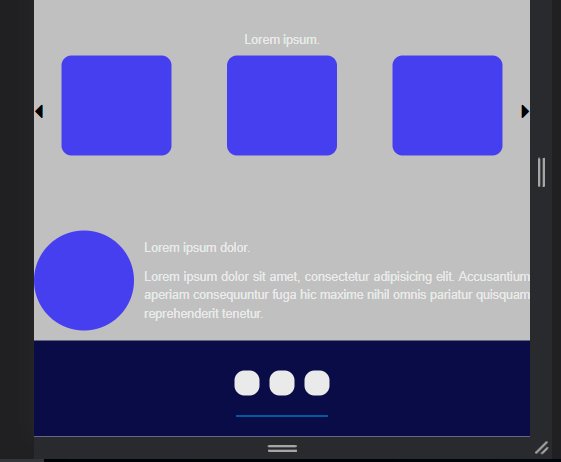 Lorem ipsum.
Lorem ipsum dolor.
Lorem ipsum dolor sit amet, consectetur adipisicing elit. Accusantium
aperiam consequuntur fuga hic maxime nihil omnis pariatur quisquam
reprehenderit tenetur.